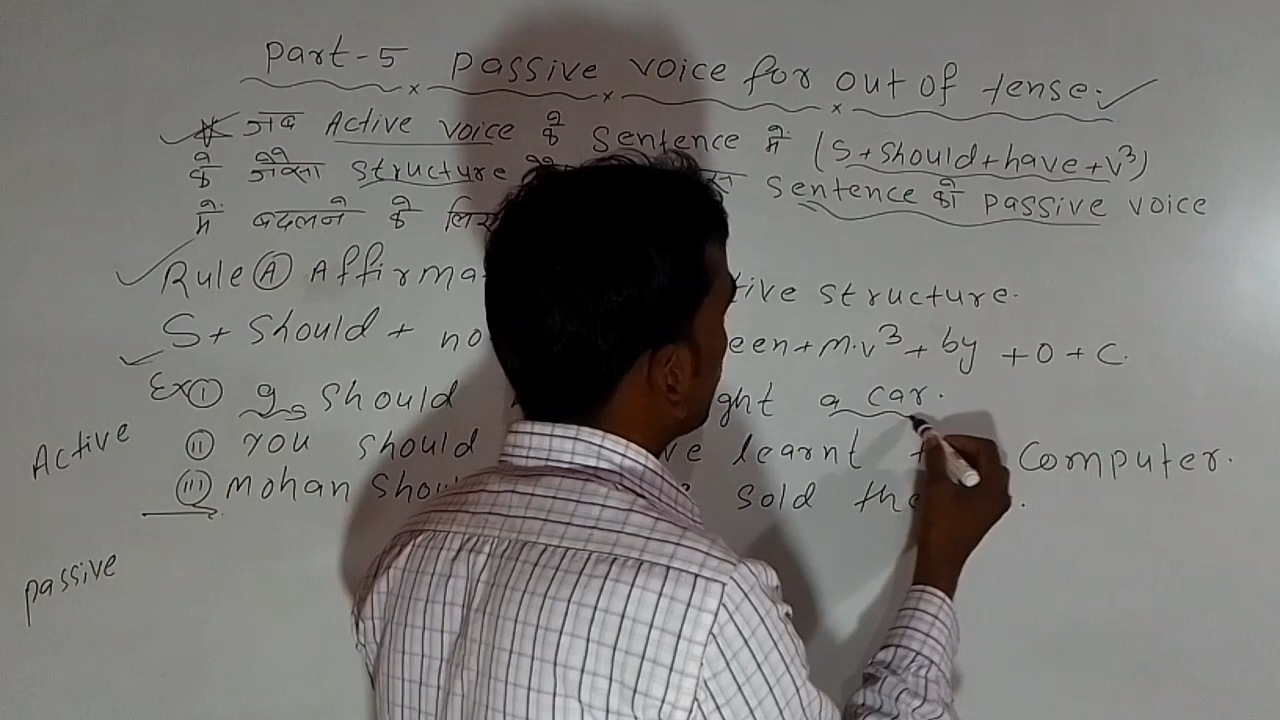 Part-5 Passive voice for out of tense.
* जब Active voice के Sentence में (S+should+have+V³)
के जैसा structure Sentence को passive voice
में बदलने के लिए
Rule (A) Affirma tive structure.
S+ Should + no een+M.V³+ by + O + C.
Ex (i) should ght a car.
Active (ii) You should ve learnt Computer.
(iii) Mohan Shou sold the
passive